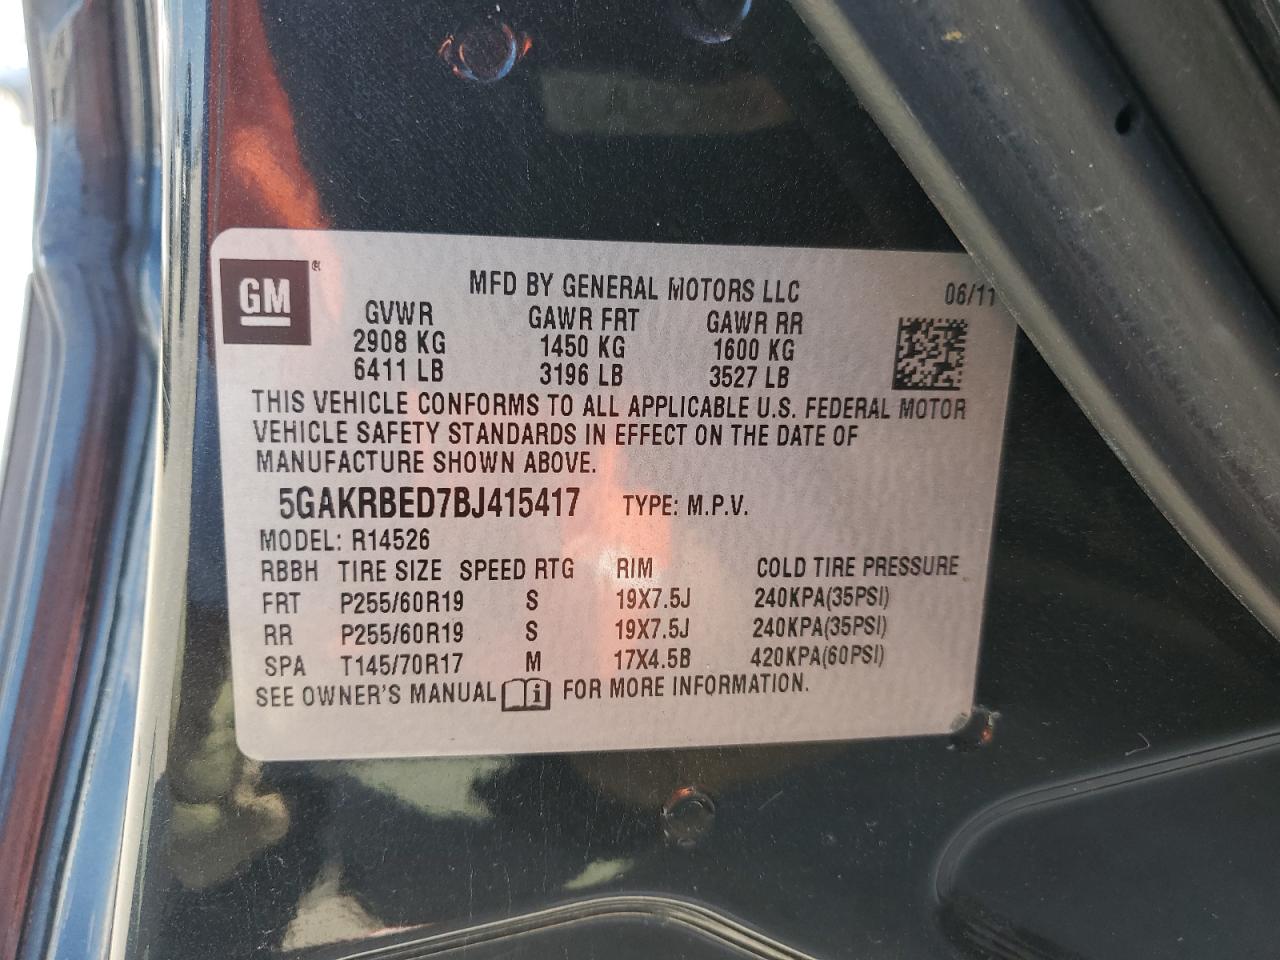 GM®
MFD BY GENERAL MOTORS LLC 06/11
GVWR GAWR FRT GAWR RR
2908 KG 1450 KG 1600 KG
6411 LB 3196 LB 3527 LB
THIS VEHICLE CONFORMS TO ALL APPLICABLE U.S. FEDERAL MOTOR
VEHICLE SAFETY STANDARDS IN EFFECT ON THE DATE OF
MANUFACTURE SHOWN ABOVE.
5GAKRBED7BJ415417 TYPE: M.P.V.
MODEL: R14526
RBBH TIRE SIZE SPEED RTG RIM COLD TIRE PRESSURE
FRT P255/60R19 S 19X7.5J 240KPA(35PSI)
RR P255/60R19 S 19X7.5J 240KPA(35PSI)
SPA T145/70R17 M 17X4.5B 420KPA(60PSI)
SEE OWNER'S MANUAL i FOR MORE INFORMATION.